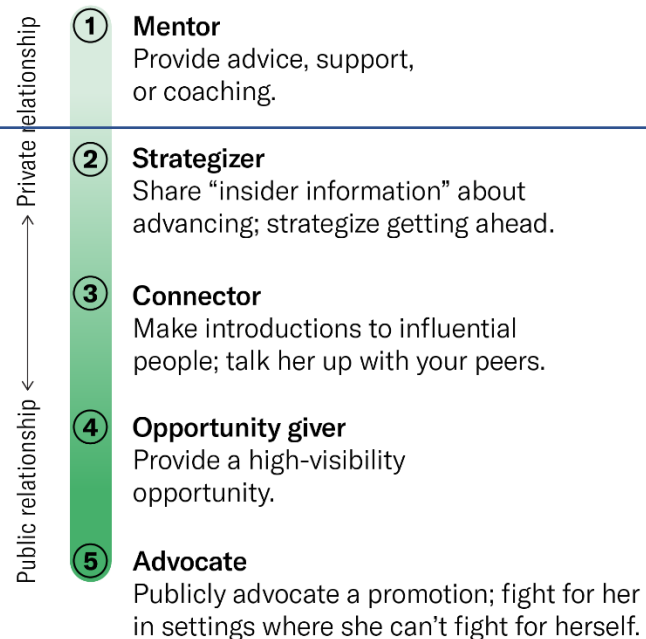 1
Mentor
Provide advice, support,
or coaching.
2
Strategizer
Share “insider information” about
advancing; strategize getting ahead.
3
Connector
Make introductions to influential
people; talk her up with your peers.
4
Opportunity giver
Provide a high-visibility
opportunity.
5
Advocate
Publicly advocate a promotion; fight for her
in settings where she can’t fight for herself.
Private relationship
Public relationship